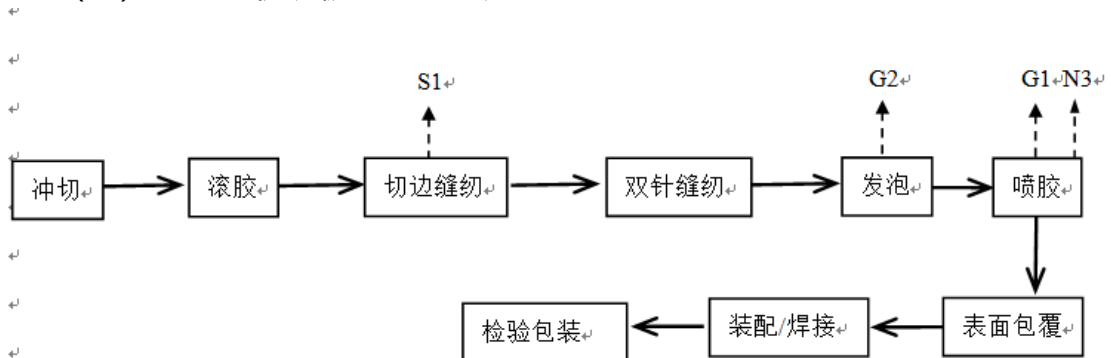 S1
G2
G1 N3
冲切
滚胶
切边缝纫
双针缝纫
发泡
喷胶
检验包装
装配/焊接
表面包覆